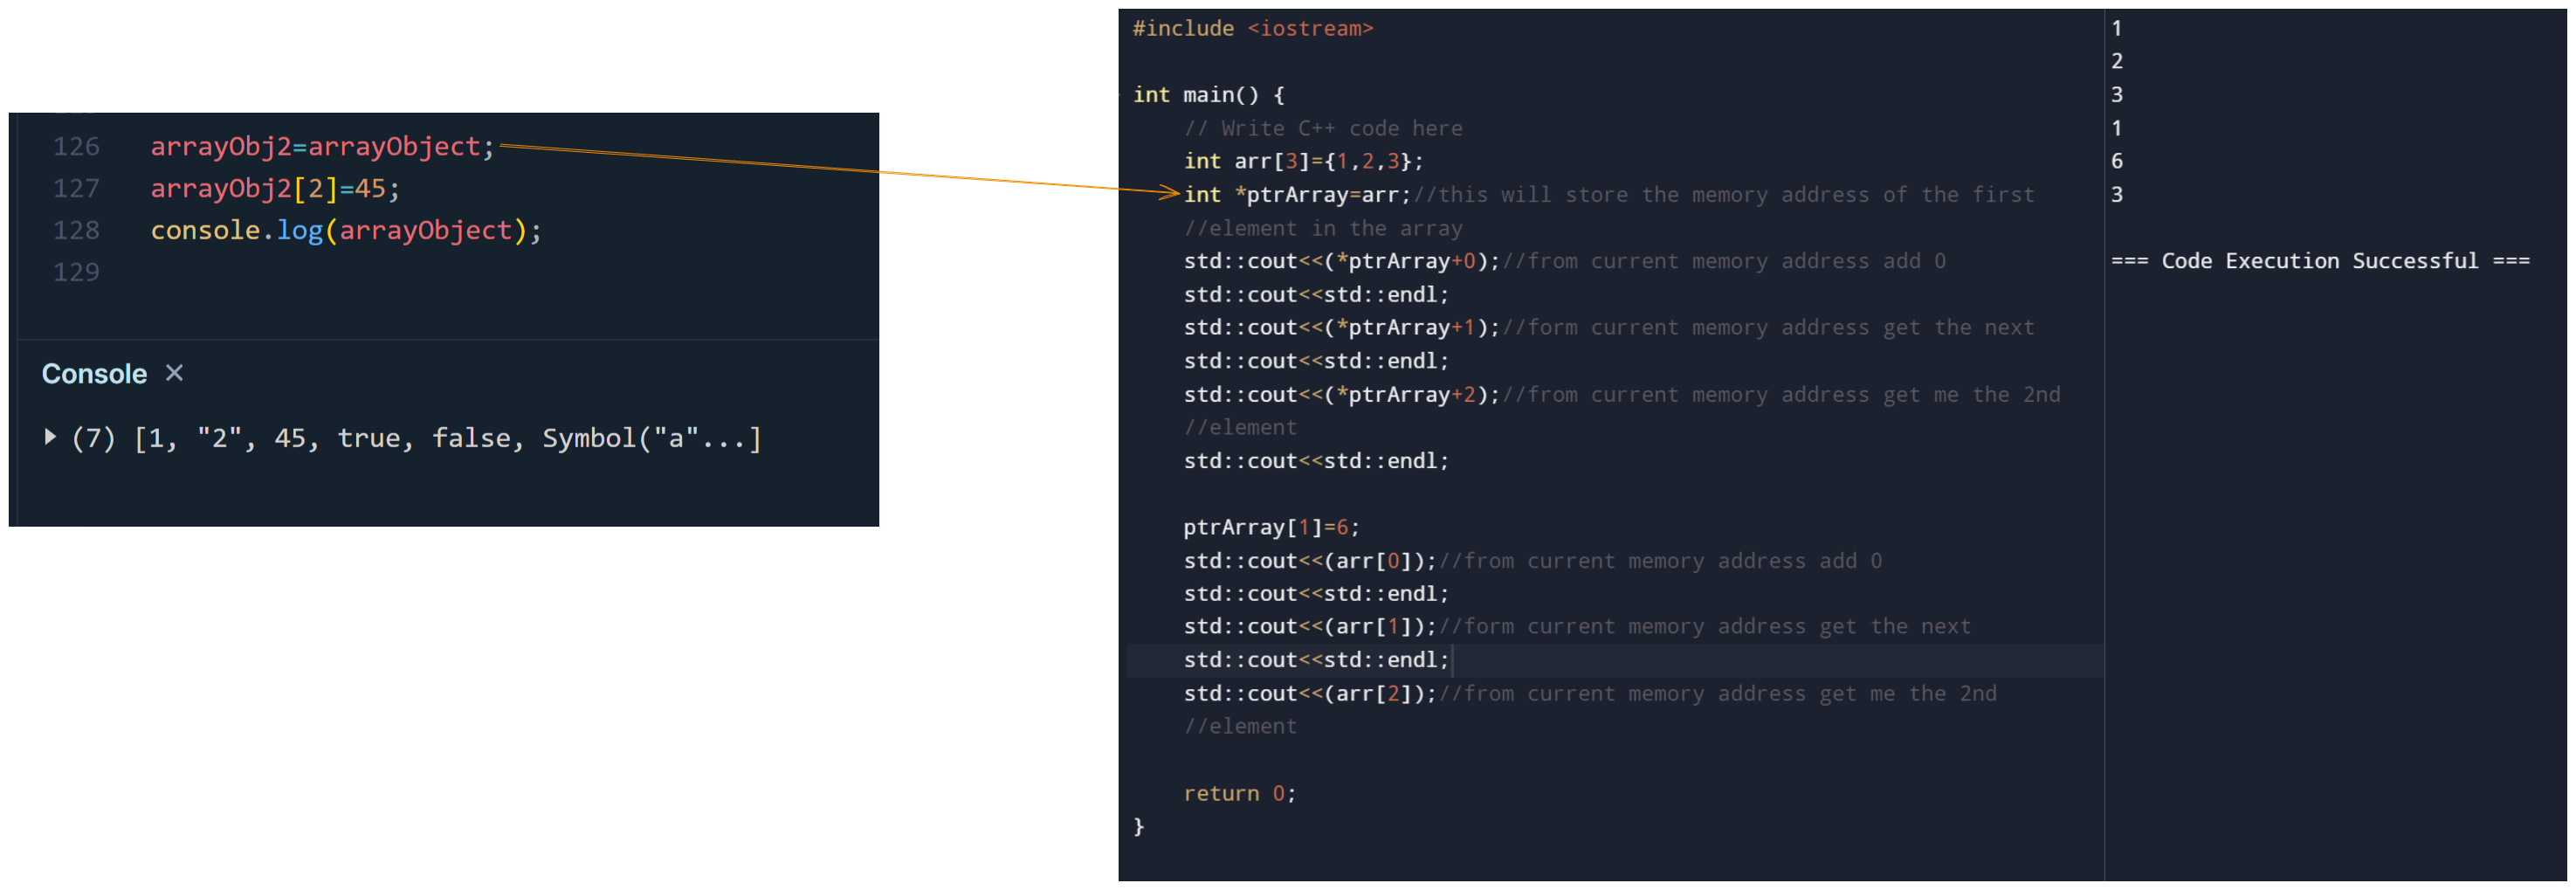 126 arrayObj2=arrayObject;
127 arrayObj2[2]=45;
128 console.log(arrayObject);
129
Console ×
▶ (7) [1, "2", 45, true, false, Symbol("a"...]
#include <iostream>
int main() {
// Write C++ code here
int arr[3]={1,2,3};
int *ptrArray=arr;//this will store the memory address of the first
//element in the array
std::cout<<(*ptrArray+0);//from current memory address add 0
std::cout<<std::endl;
std::cout<<(*ptrArray+1);//form current memory address get the next
std::cout<<std::endl;
std::cout<<(*ptrArray+2);//from current memory address get me the 2nd
//element
std::cout<<std::endl;
ptrArray[1]=6;
std::cout<<(arr[0]);//from current memory address add 0
std::cout<<std::endl;
std::cout<<(arr[1]);//form current memory address get the next
std::cout<<std::endl;
std::cout<<(arr[2]);//from current memory address get me the 2nd
//element
return 0;
}
1
2
3
1
6
3
=== Code Execution Successful ===